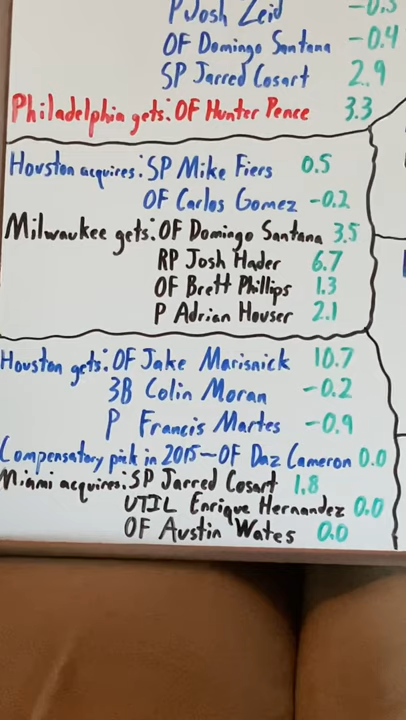 P Josh Zeid -0.3
OF Domingo Santana -0.4
SP Jarred Cosart 2.9
Philadelphia gets: OF Hunter Pence 3.3
Houston acquires: SP Mike Fiers 0.5
OF Carlos Gomez -0.2
Milwaukee gets: OF Domingo Santana 3.5
RP Josh Hader 6.7
OF Brett Phillips 1.3
P Adrian Houser 2.1
Houston gets: OF Jake Marisnick 10.7
3B Colin Moran -0.2
P Francis Martes -0.9
Compensatory pick in 2015-OF Daz Cameron 0.0
Miami acquires: SP Jarred Cosart 1.8
UTIL Enrique Hernandez 0.0
OF Austin Wates 0.0